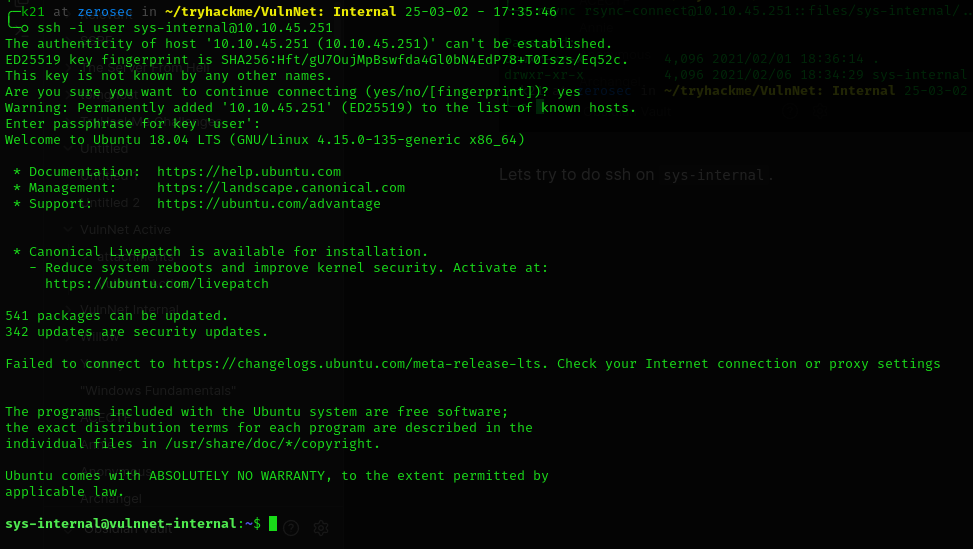 ╭─k21 at zerosec in ~/tryhackme/VulnNet: Internal 25-03-02 - 17:35:46
╰─o ssh -i user sys-internal@10.10.45.251
The authenticity of host '10.10.45.251 (10.10.45.251)' can't be established.
ED25519 key fingerprint is SHA256:Hft/gU7OujMpBswfda4Gl0bN4EdP78+T0Iszs/Eq52c.
This key is not known by any other names.
Are you sure you want to continue connecting (yes/no/[fingerprint])? yes
Warning: Permanently added '10.10.45.251' (ED25519) to the list of known hosts.
Enter passphrase for key 'user':
Welcome to Ubuntu 18.04 LTS (GNU/Linux 4.15.0-135-generic x86_64)
* Documentation:  https://help.ubuntu.com
* Management:     https://landscape.canonical.com
* Support:        https://ubuntu.com/advantage
* Canonical Livepatch is available for installation.
- Reduce system reboots and improve kernel security. Activate at:
https://ubuntu.com/livepatch
541 packages can be updated.
342 updates are security updates.
Failed to connect to https://changelogs.ubuntu.com/meta-release-lts. Check your Internet connection or proxy settings
The programs included with the Ubuntu system are free software;
the exact distribution terms for each program are described in the
individual files in /usr/share/doc/*/copyright.
Ubuntu comes with ABSOLUTELY NO WARRANTY, to the extent permitted by
applicable law.
sys-internal@vulnnet-internal:~$
rsync-connect@10.10.45.251::files/sys-internal/
4,096 2021/02/01 18:36:14 .
drwxr-xr-x 4,096 2021/02/06 18:34:29 sys-internal
in ~/tryhackme/VulnNet: Internal 25-03-02
Lets try to do ssh on sys-internal.
Untitled
Untitled 2
VulnNet Active
VulnNet Internal
Willow
"Windows Fundamentals"
Archangel
Obsidian Vault